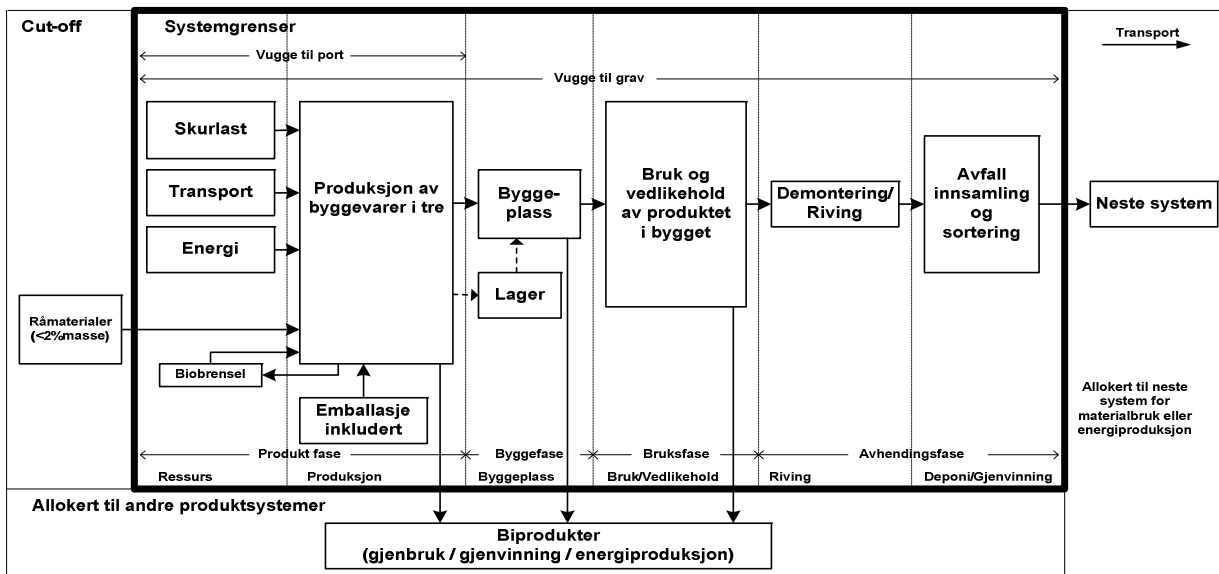 Cut-off
Systemgrenser
Transport
Vugge til port
Vugge til grav
Skurlast
Transport
Energi
Produksjon av
byggevarer i tre
Bygge-
plass
Lager
Bruk og
vedlikehold
av produktet
i bygget
Demontering/
Riving
Avfall
innsamling
og
sortering
Neste system
Råmaterialer
(<2%masse)
Biobrensel
Emballasje
inkludert
Allokert til neste
system for
materialbruk eller
energiproduksjon
Produkt fase
Byggefase
Bruksfase
Avhendingsfase
Ressurs
Produksjon
Byggeplass
Bruk/Vedlikehold
Riving
Deponi/Gjenvinning
Allokert til andre produktsystemer
Biprodukter
(gjenbruk / gjenvinning / energiproduksjon)